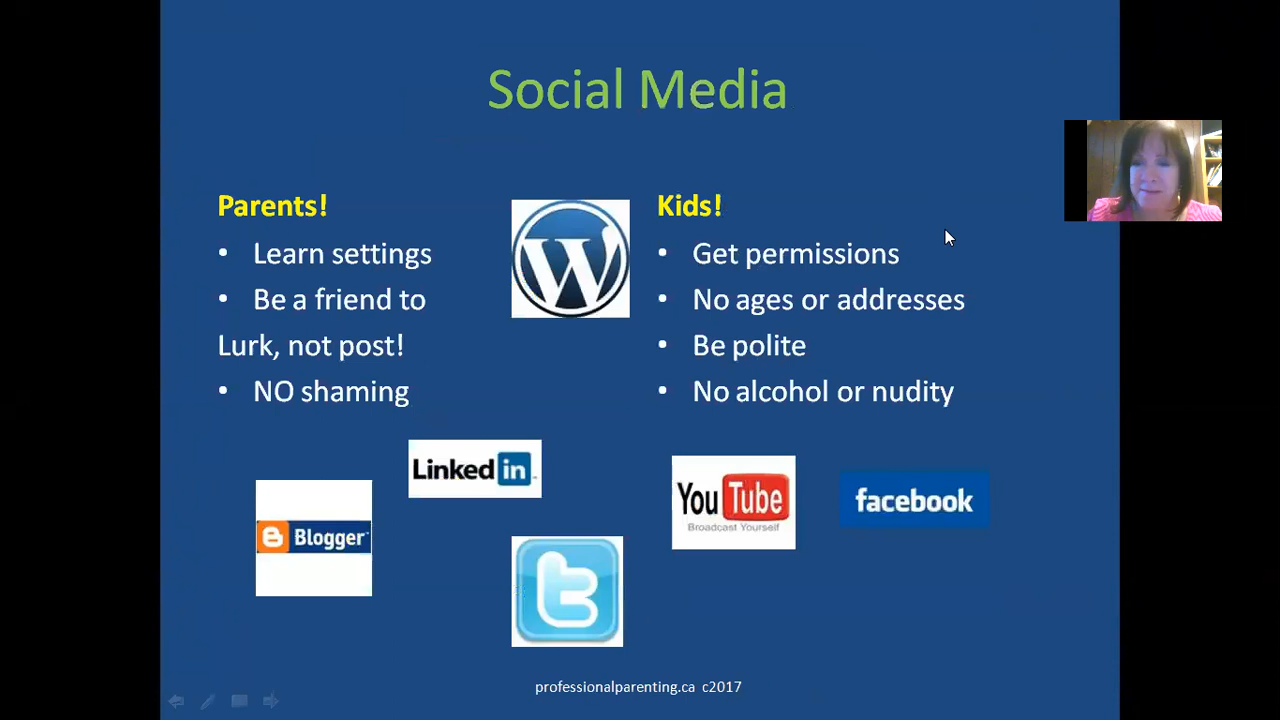 Social Media
Parents!
• Learn settings
• Be a friend to
Lurk, not post!
• NO shaming
W
Kids!
• Get permissions
• No ages or addresses
• Be polite
• No alcohol or nudity
Linked in
Blogger
You Tube
Broadcast Yourself
facebook
t
professionalparenting.ca c2017